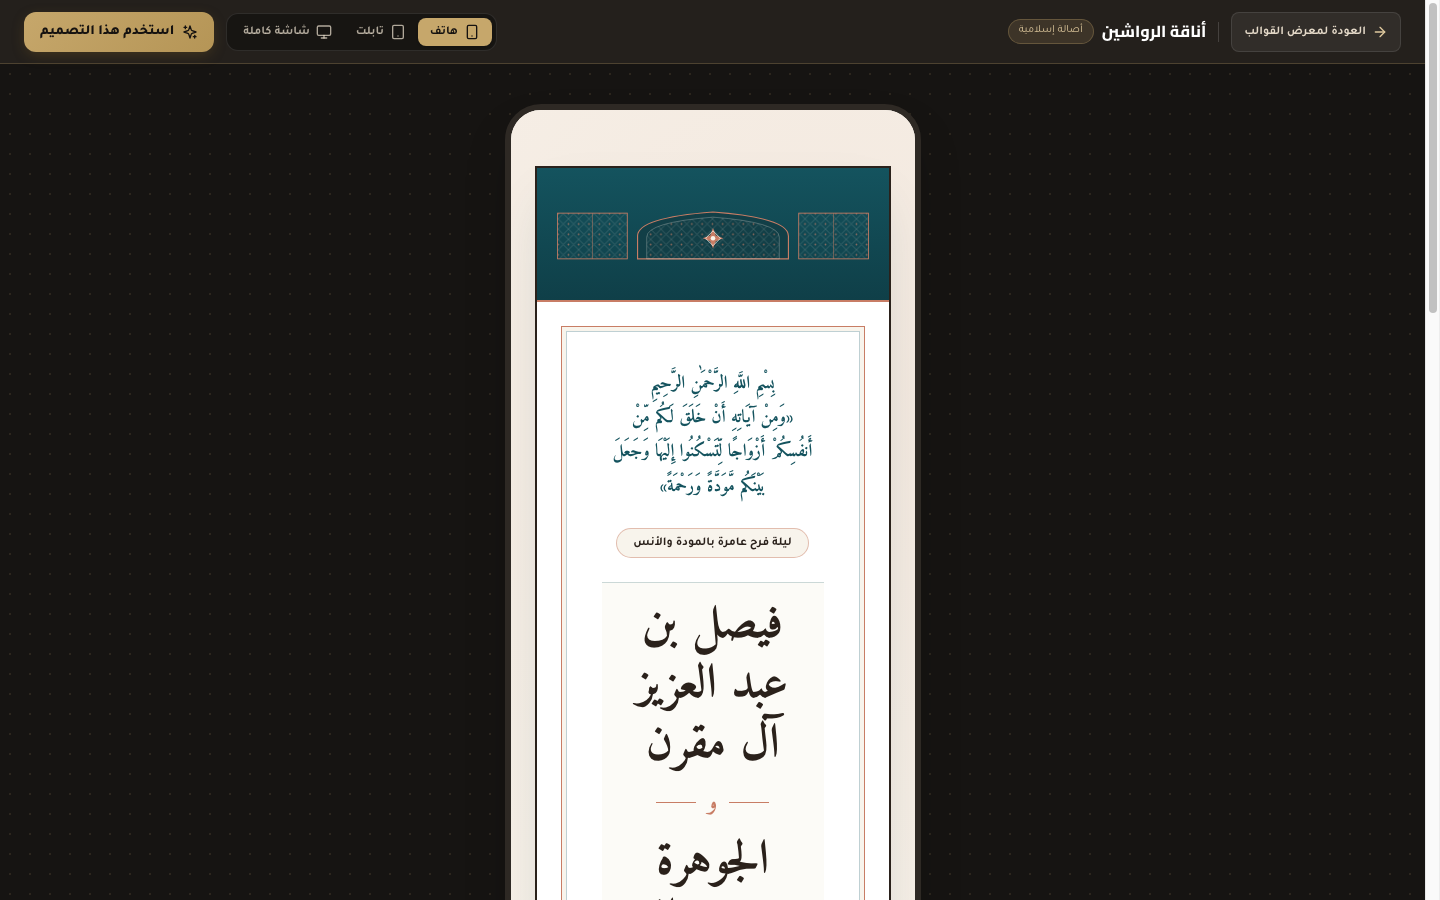 العودة لمعرض القوالب
أناقة الرواشين
أصالة إسلامية
هاتف
تابلت
شاشة كاملة
استخدم هذا التصميم
بِسْمِ اللَّهِ الرَّحْمَٰنِ الرَّحِيمِ
«وَمِنْ آيَاتِهِ أَنْ خَلَقَ لَكُم مِّنْ
أَنفُسِكُمْ أَزْوَاجًا لِّتَسْكُنُوا إِلَيْهَا وَجَعَلَ
بَيْنَكُم مَّوَدَّةً وَرَحْمَةً»
ليلة فرح عامرة بالمودة والأنس
فيصل بن
عبد العزيز
آل مقرن
و
الجوهرة